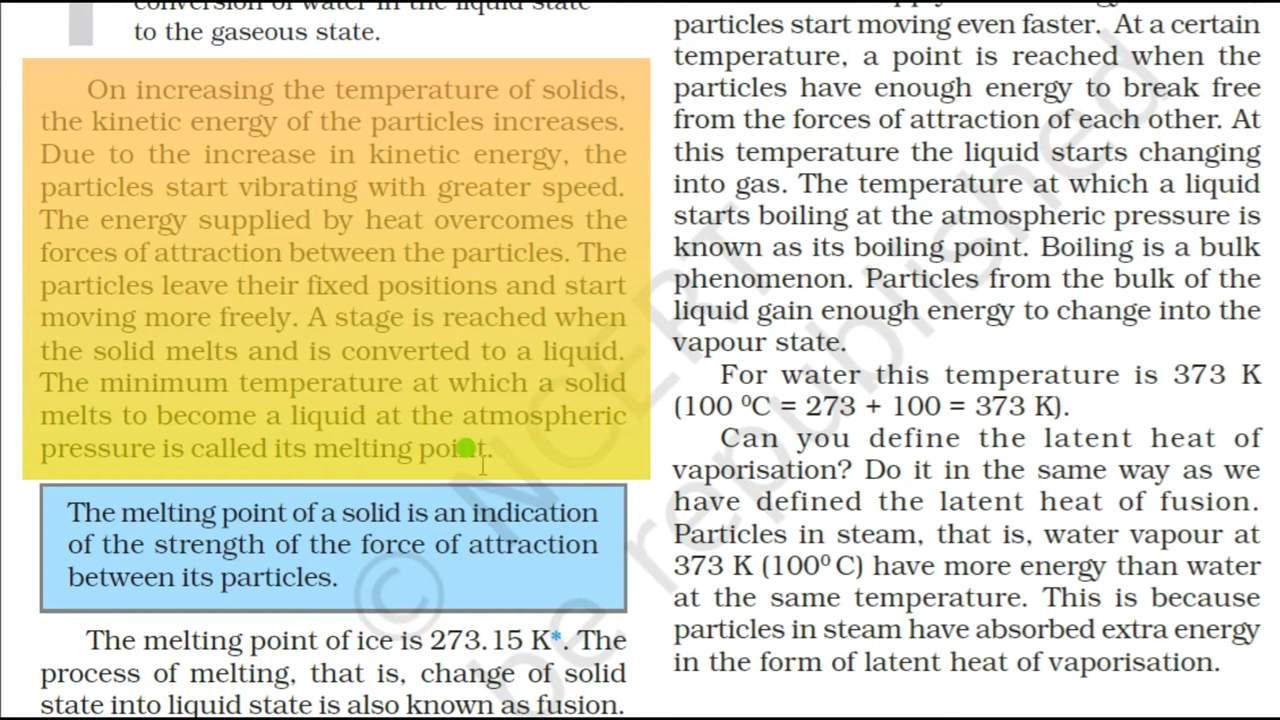 to the gaseous state.
On increasing the temperature of solids,
the kinetic energy of the particles increases.
Due to the increase in kinetic energy, the
particles start vibrating with greater speed.
The energy supplied by heat overcomes the
forces of attraction between the particles. The
particles leave their fixed positions and start
moving more freely. A stage is reached when
the solid melts and is converted to a liquid.
The minimum temperature at which a solid
melts to become a liquid at the atmospheric
pressure is called its melting point.
The melting point of a solid is an indication
of the strength of the force of attraction
between its particles.
The melting point of ice is 273.15 K*. The
process of melting, that is, change of solid
state into liquid state is also known as fusion.
particles start moving even faster. At a certain
temperature, a point is reached when the
particles have enough energy to break free
from the forces of attraction of each other. At
this temperature the liquid starts changing
into gas. The temperature at which a liquid
starts boiling at the atmospheric pressure is
known as its boiling point. Boiling is a bulk
phenomenon. Particles from the bulk of the
liquid gain enough energy to change into the
vapour state.
For water this temperature is 373 K
(100 ⁰C = 273 + 100 = 373 K).
Can you define the latent heat of
vaporisation? Do it in the same way as we
have defined the latent heat of fusion.
Particles in steam, that is, water vapour at
373 K (100⁰ C) have more energy than water
at the same temperature. This is because
particles in steam have absorbed extra energy
in the form of latent heat of vaporisation.
© NCERT
be republished